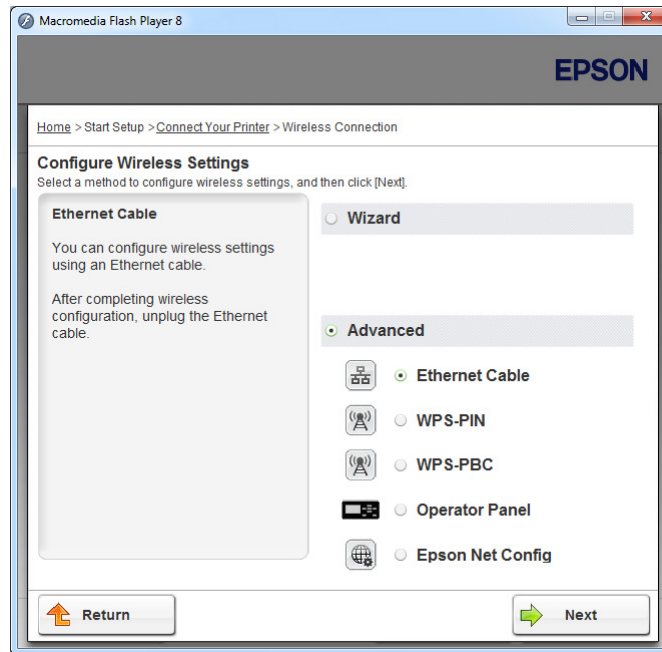 Macromedia Flash Player 8
EPSON
Home > Start Setup > Connect Your Printer > Wireless Connection
Configure Wireless Settings
Select a method to configure wireless settings, and then click [Next].
Ethernet Cable
You can configure wireless settings
using an Ethernet cable.
After completing wireless
configuration, unplug the Ethernet
cable.
Wizard
Advanced
Ethernet Cable
WPS-PIN
WPS-PBC
Operator Panel
Epson Net Config
Return
Next